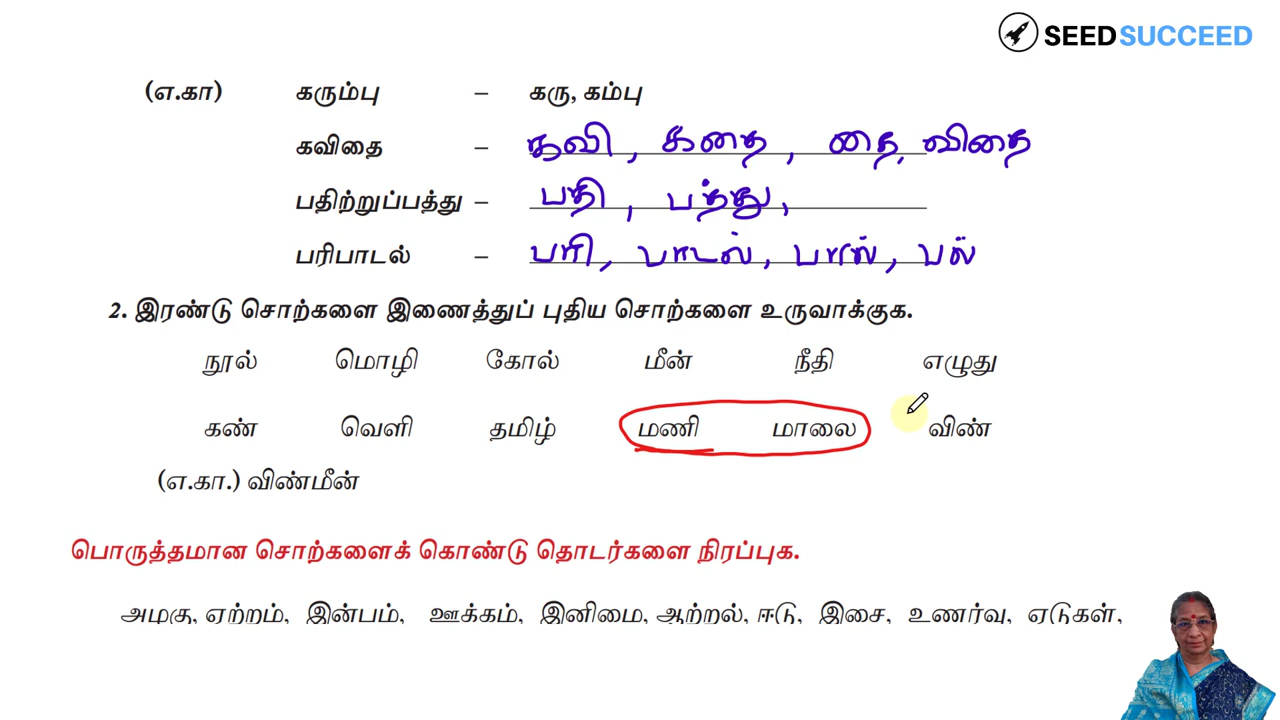 SEEDSUCCEED
(எ.கா) கரும்பு – கரு, கம்பு
கவிதை – கவி, கதை, தை, விதை
பதிற்றுப்பத்து – பதி, பத்து,
பரிபாடல் – பரி, பாடல், பால், பல்
2. இரண்டு சொற்களை இணைத்துப் புதிய சொற்களை உருவாக்குக.
நூல் மொழி கோல் மீன் நீதி எழுது
கண் வெளி தமிழ் மணி மாலை விண்
(எ.கா.) விண்மீன்
பொருத்தமான சொற்களைக் கொண்டு தொடர்களை நிரப்புக.
அழகு, ஏற்றம், இன்பம், ஊக்கம், இனிமை, ஆற்றல், ஈடு, இசை, உணர்வு, ஏடுகள்,